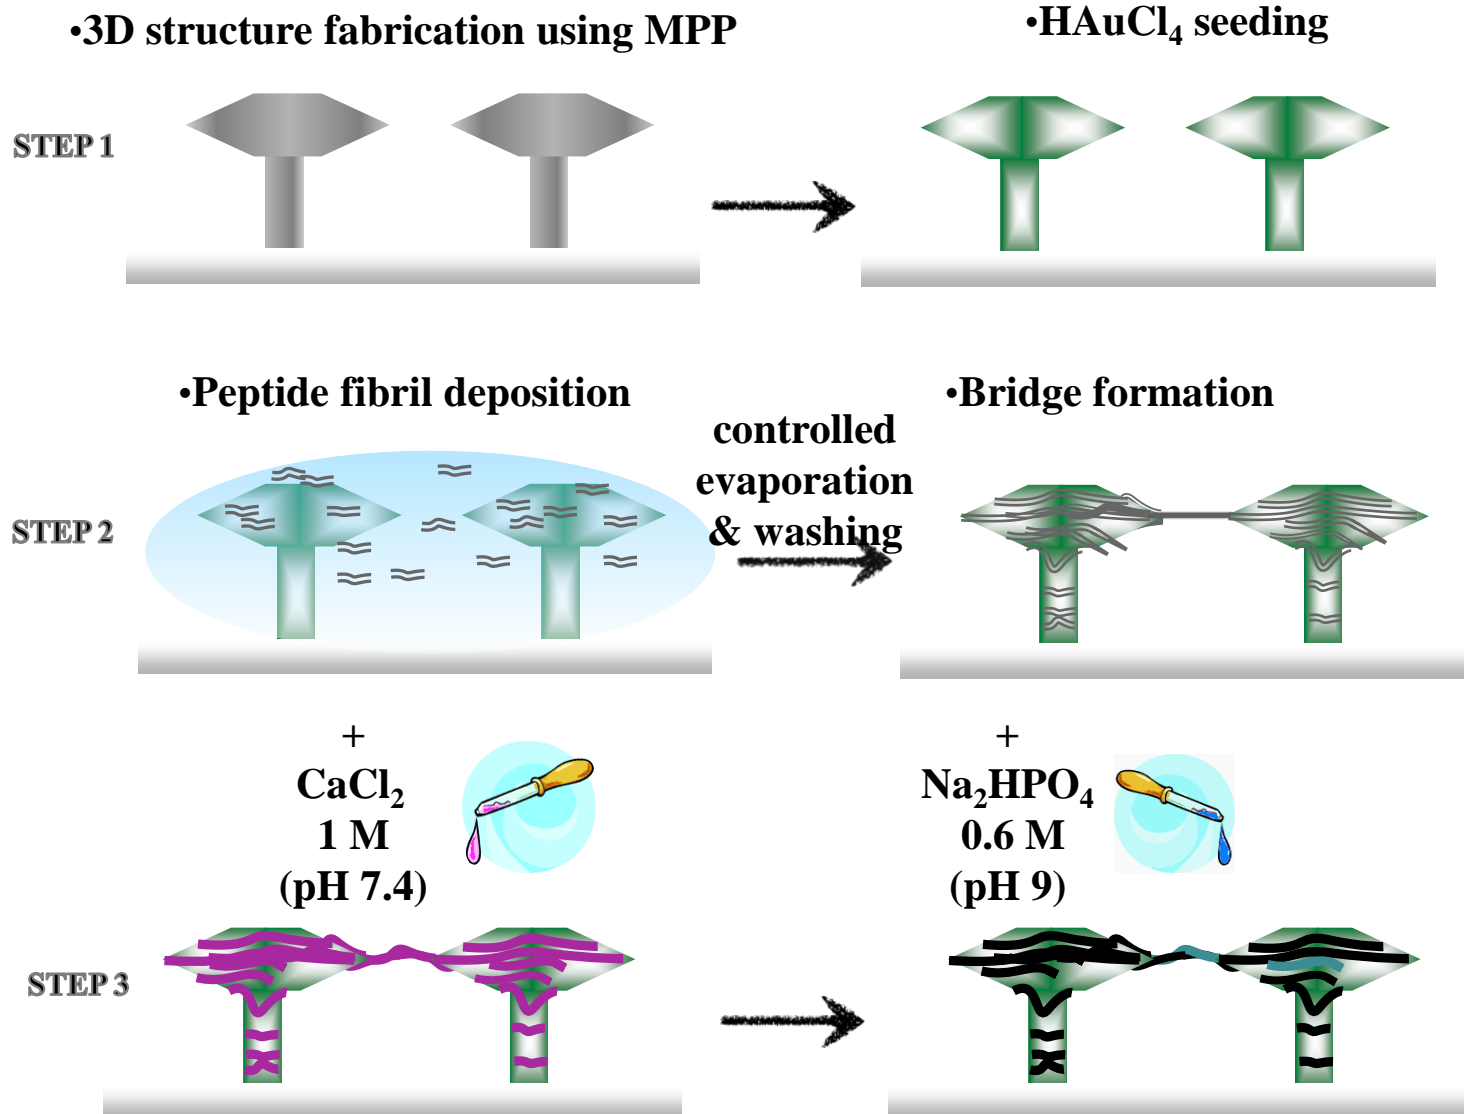 •3D structure fabrication using MPP
•HAuCl₄ seeding
STEP 1
•Peptide fibril deposition
controlled
evaporation
& washing
•Bridge formation
STEP 2
+
CaCl₂
1 M
(pH 7.4)
+
Na₂HPO₄
0.6 M
(pH 9)
STEP 3